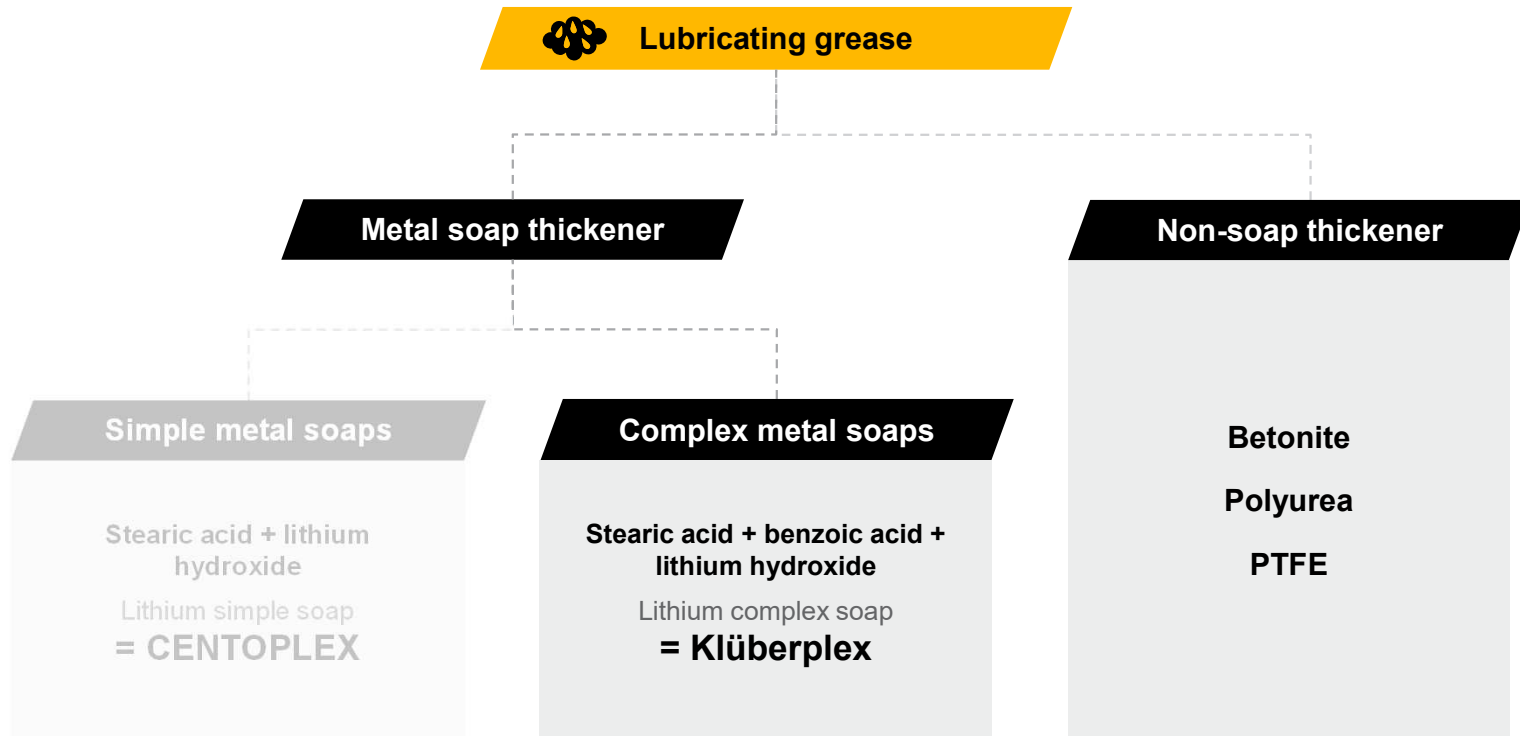 Lubricating grease
Metal soap thickener
Non-soap thickener
Simple metal soaps
Stearic acid + lithium
hydroxide
Lithium simple soap
= CENTOPLEX
Complex metal soaps
Stearic acid + benzoic acid +
lithium hydroxide
Lithium complex soap
= Klüberplex
Betonite
Polyurea
PTFE